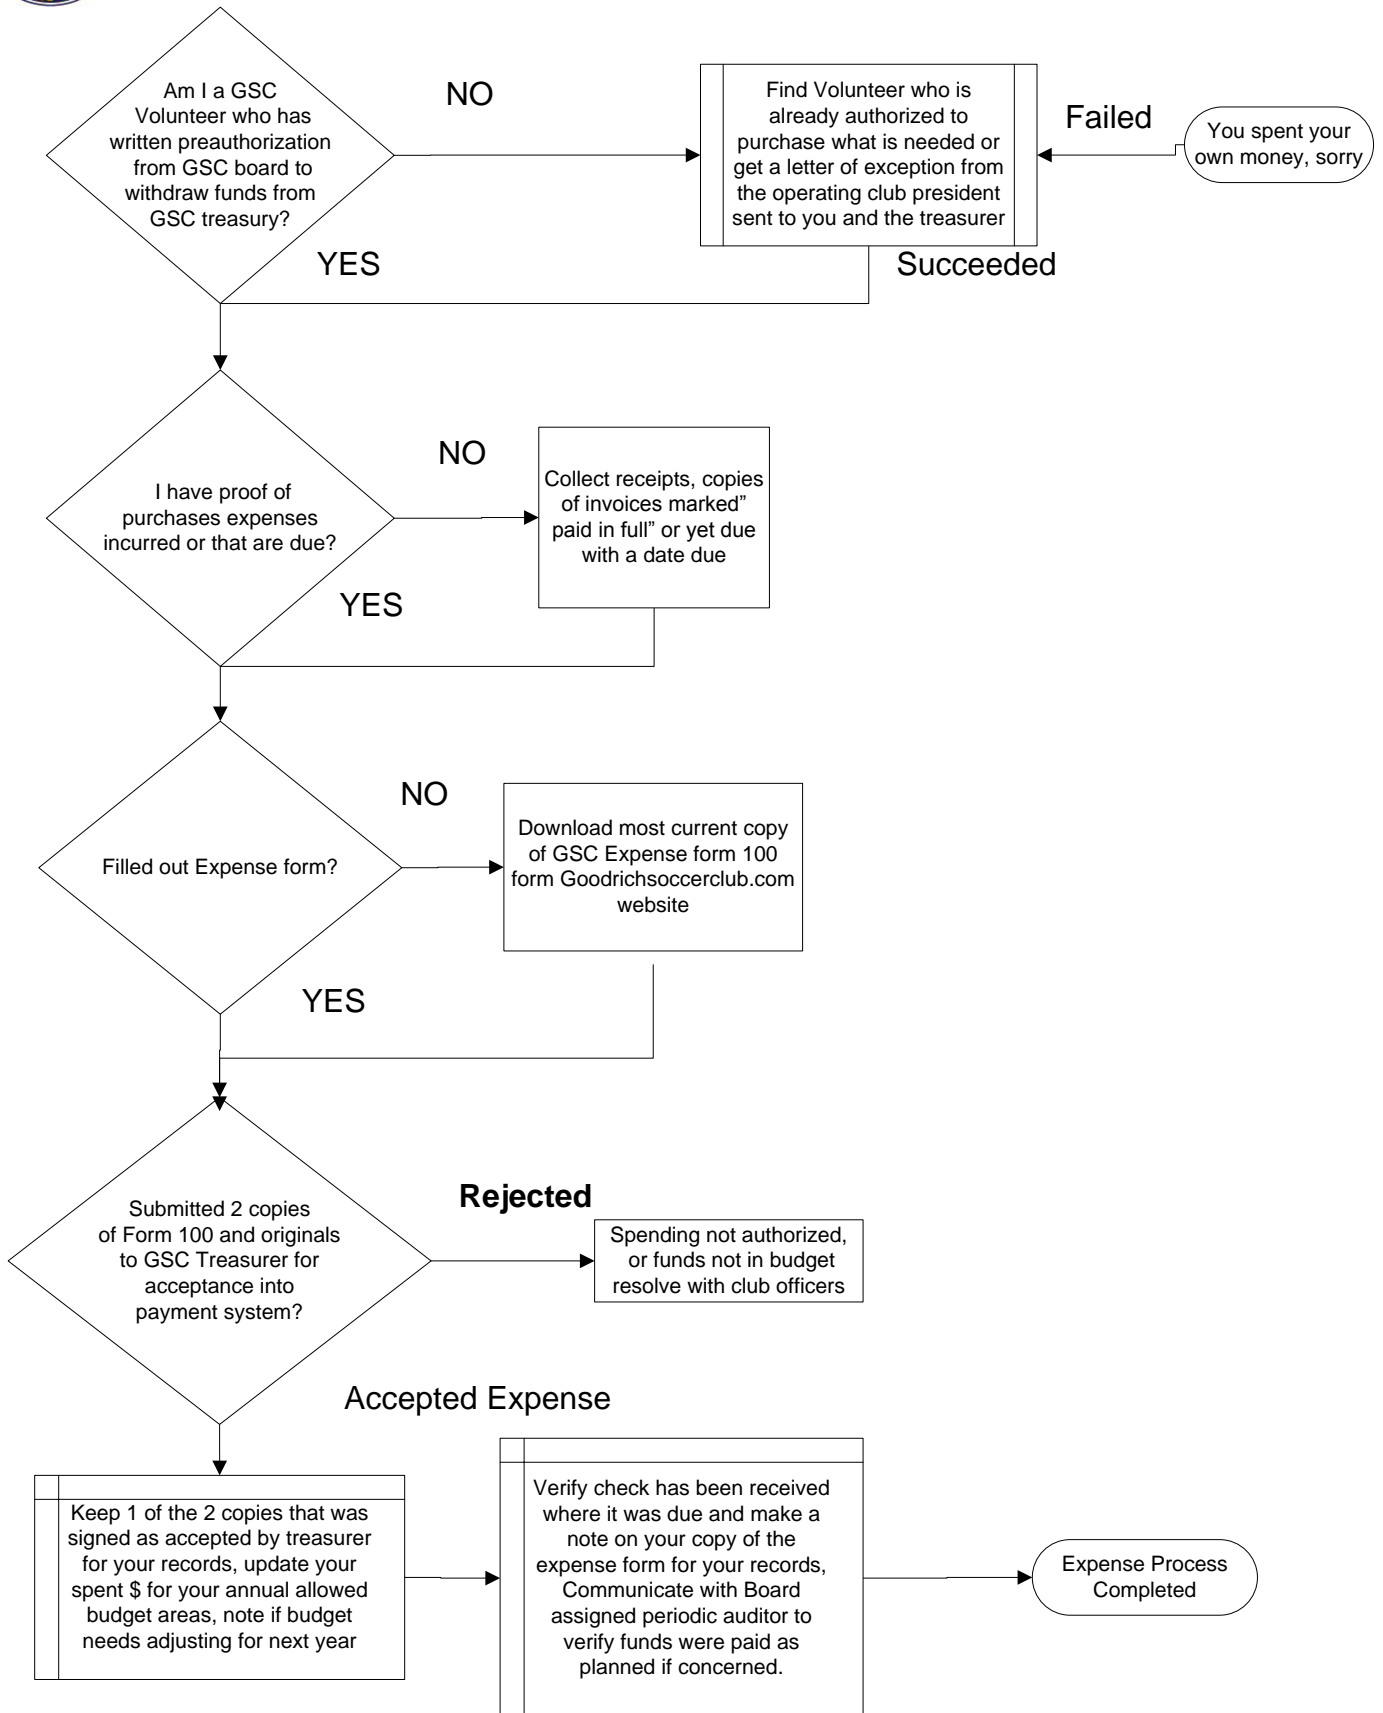 Am I a GSC
Volunteer who has
written preauthorization
from GSC board to
withdraw funds from
GSC treasury?
NO
Find Volunteer who is
already authorized to
purchase what is needed or
get a letter of exception from
the operating club president
sent to you and the treasurer
Failed
You spent your
own money, sorry
YES
Succeeded
I have proof of
purchases expenses
incurred or that are due?
NO
Collect receipts, copies
of invoices marked”
paid in full” or yet due
with a date due
YES
Filled out Expense form?
NO
Download most current copy
of GSC Expense form 100
form Goodrichsoccerclub.com
website
YES
Submitted 2 copies
of Form 100 and originals
to GSC Treasurer for
acceptance into
payment system?
Rejected
Spending not authorized,
or funds not in budget
resolve with club officers
Accepted Expense
Keep 1 of the 2 copies that was
signed as accepted by treasurer
for your records, update your
spent $ for your annual allowed
budget areas, note if budget
needs adjusting for next year
Verify check has been received
where it was due and make a
note on your copy of the
expense form for your records,
Communicate with Board
assigned periodic auditor to
verify funds were paid as
planned if concerned.
Expense Process
Completed